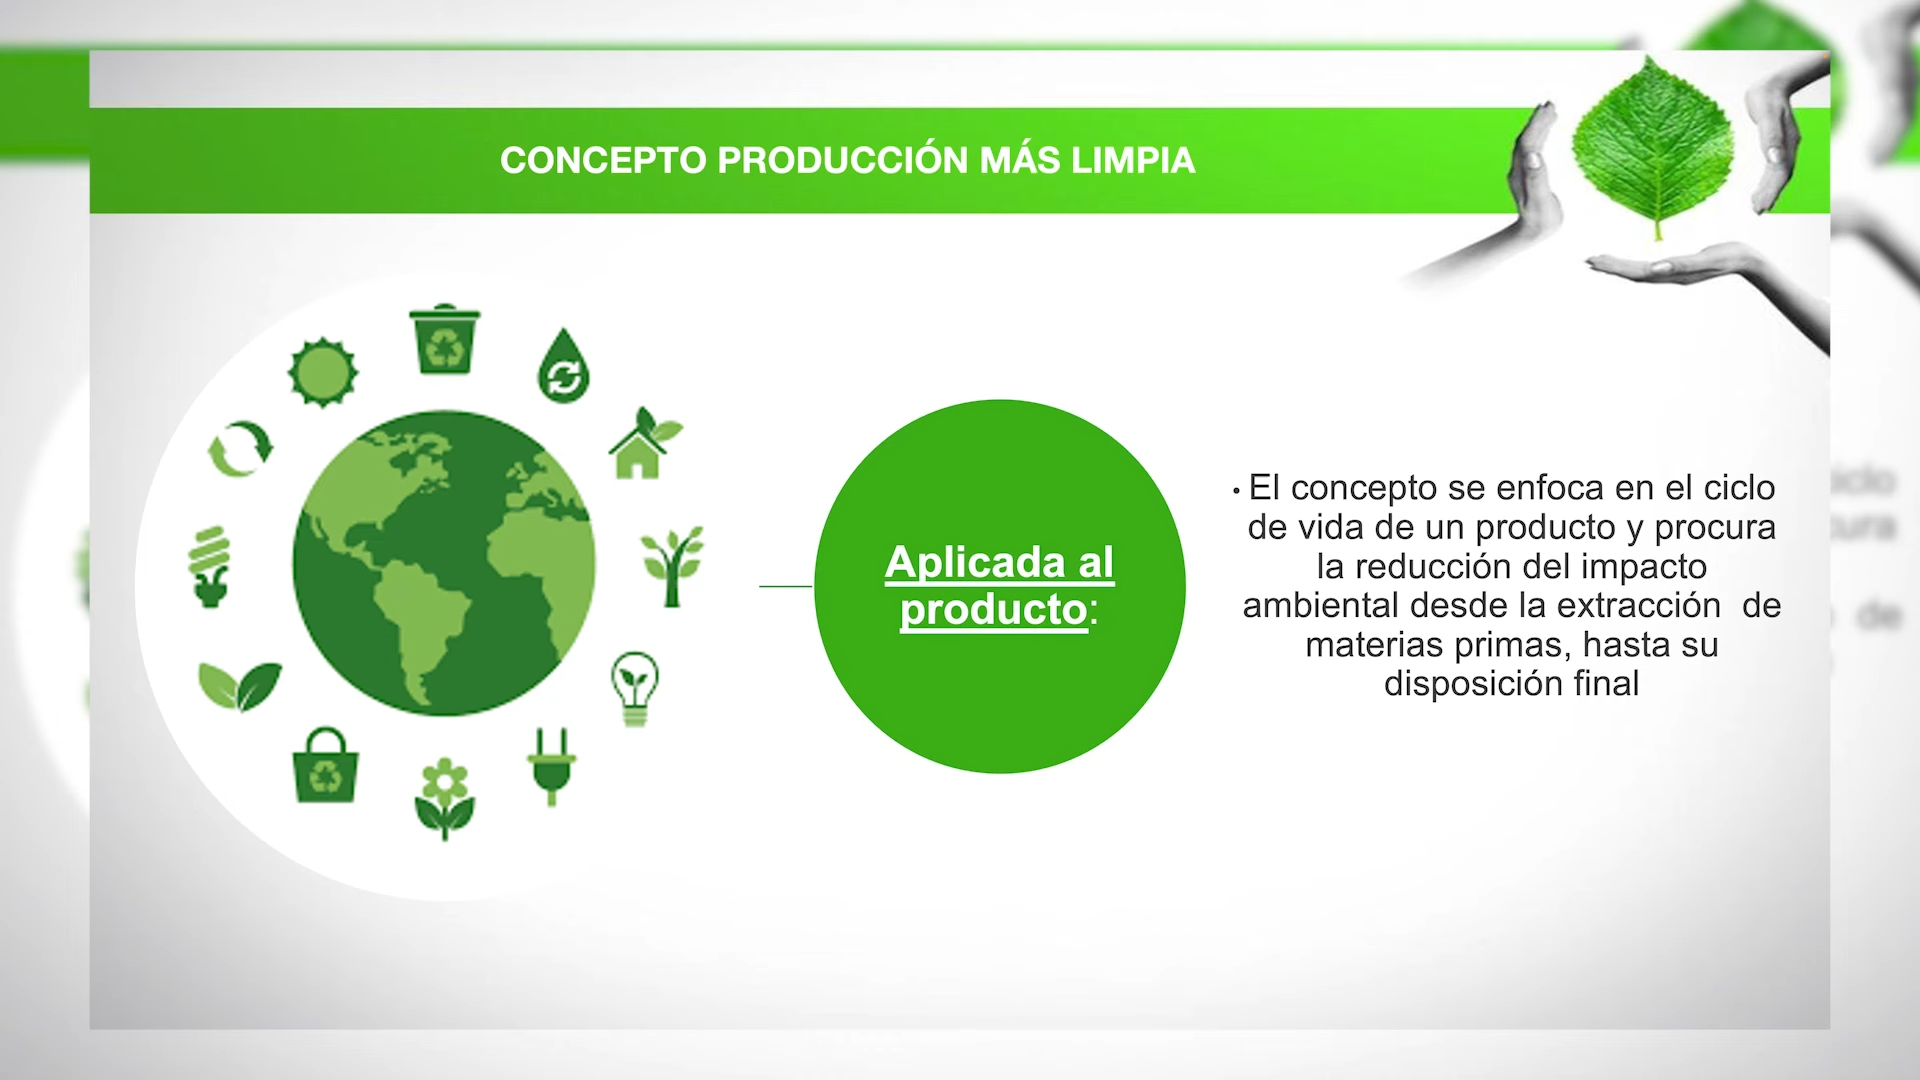 CONCEPTO PRODUCCIÓN MÁS LIMPIA
Aplicada al
producto:
• El concepto se enfoca en el ciclo
de vida de un producto y procura
la reducción del impacto
ambiental desde la extracción  de
materias primas, hasta su
disposición final